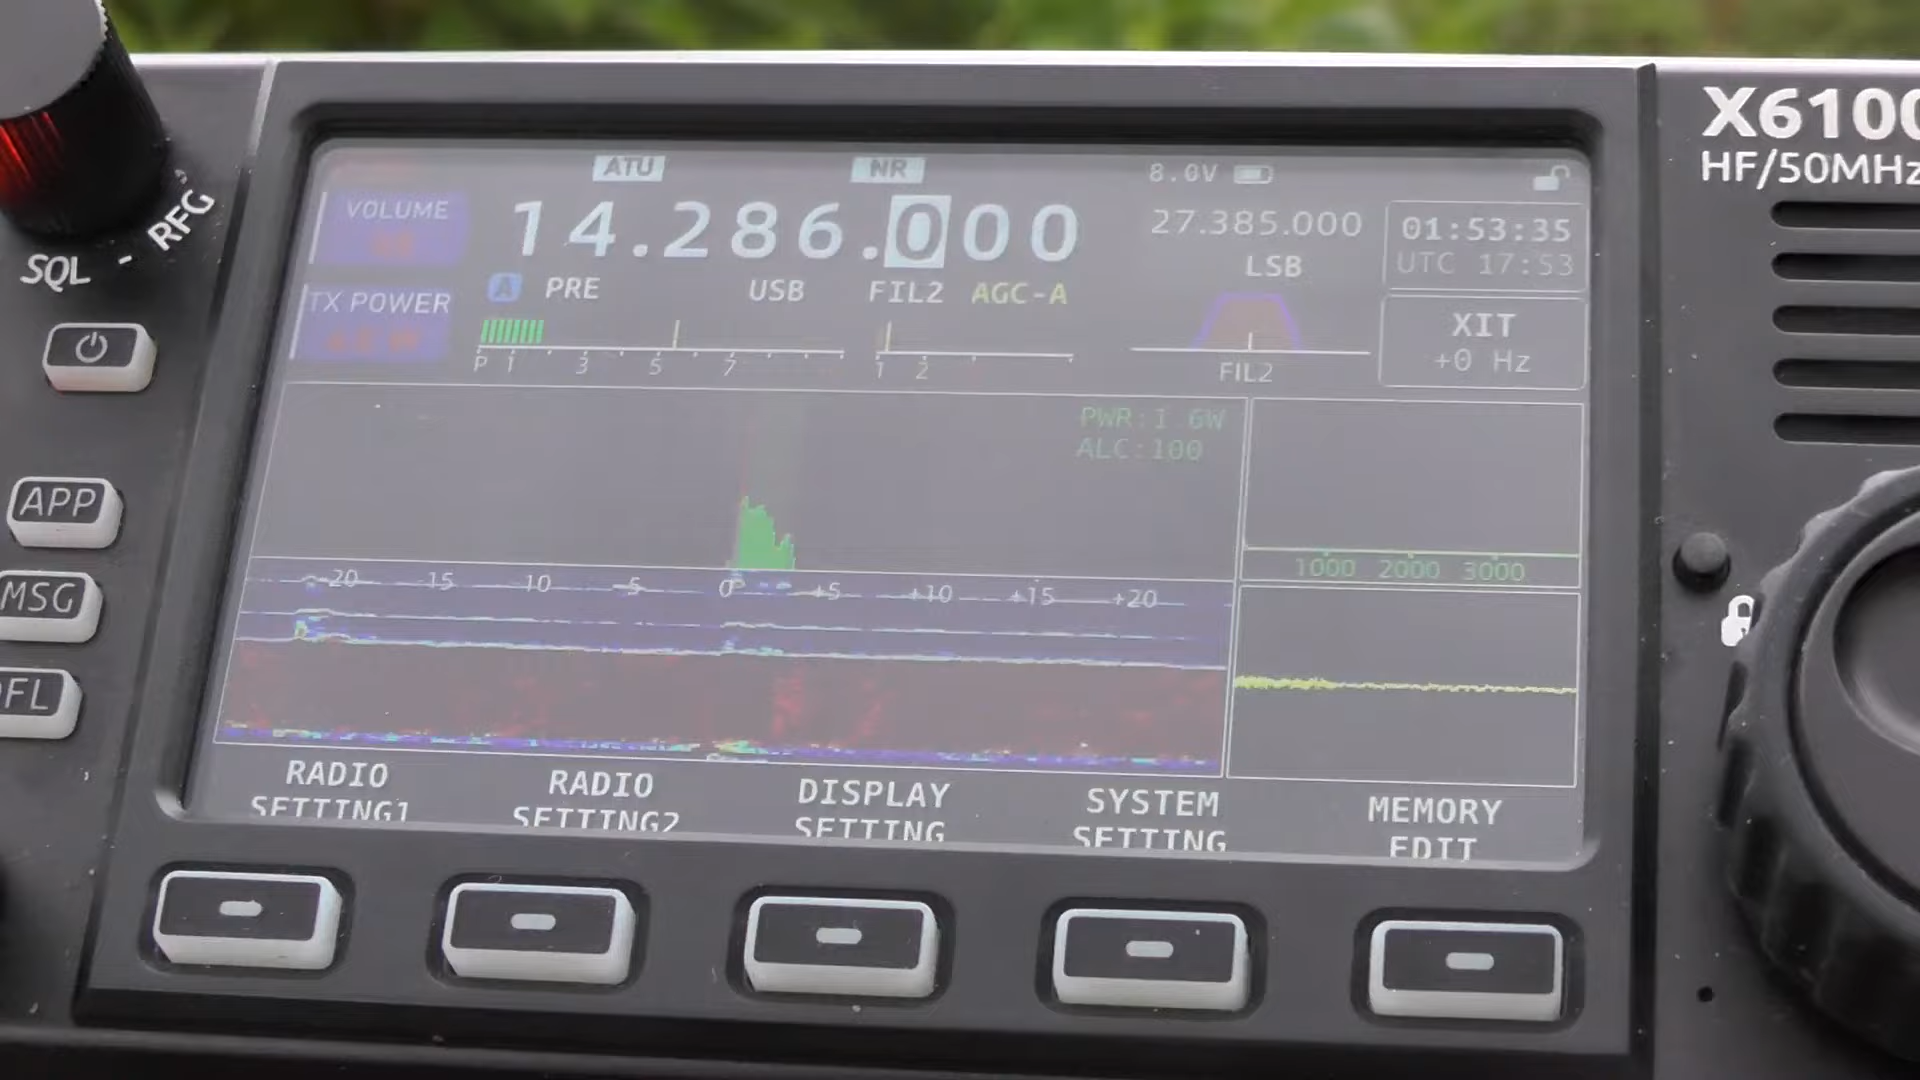 X6100
HF/50MHz
SQL - RFG
APP
MSG
DFL
ATU NR 8.0V
VOLUME
14.286.000 27.385.000 01:53:35
LSB UTC 17:53
TX POWER
A PRE USB FIL2 AGC-A
XIT
+0 Hz
P 1 3 5 7 1 2 FIL2
PWR:1.6W
ALC:100
1000 2000 3000
-20 -15 -10 -5 0 +5 +10 +15 +20
RADIO SETTING1
RADIO SETTING2
DISPLAY SETTING
SYSTEM SETTING
MEMORY EDIT